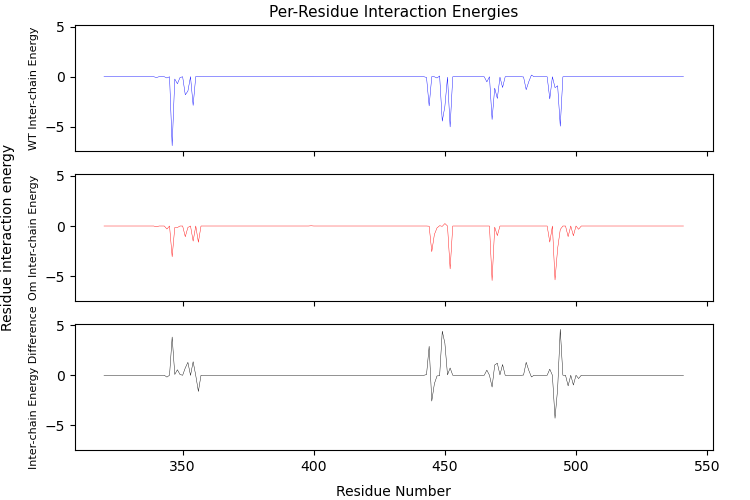 Per-Residue Interaction Energies
Residue interaction energy
WT Inter-chain Energy
5
0
−5
Om Inter-chain Energy
5
0
−5
Inter-chain Energy Difference
5
0
−5
350
400
450
500
550
Residue Number